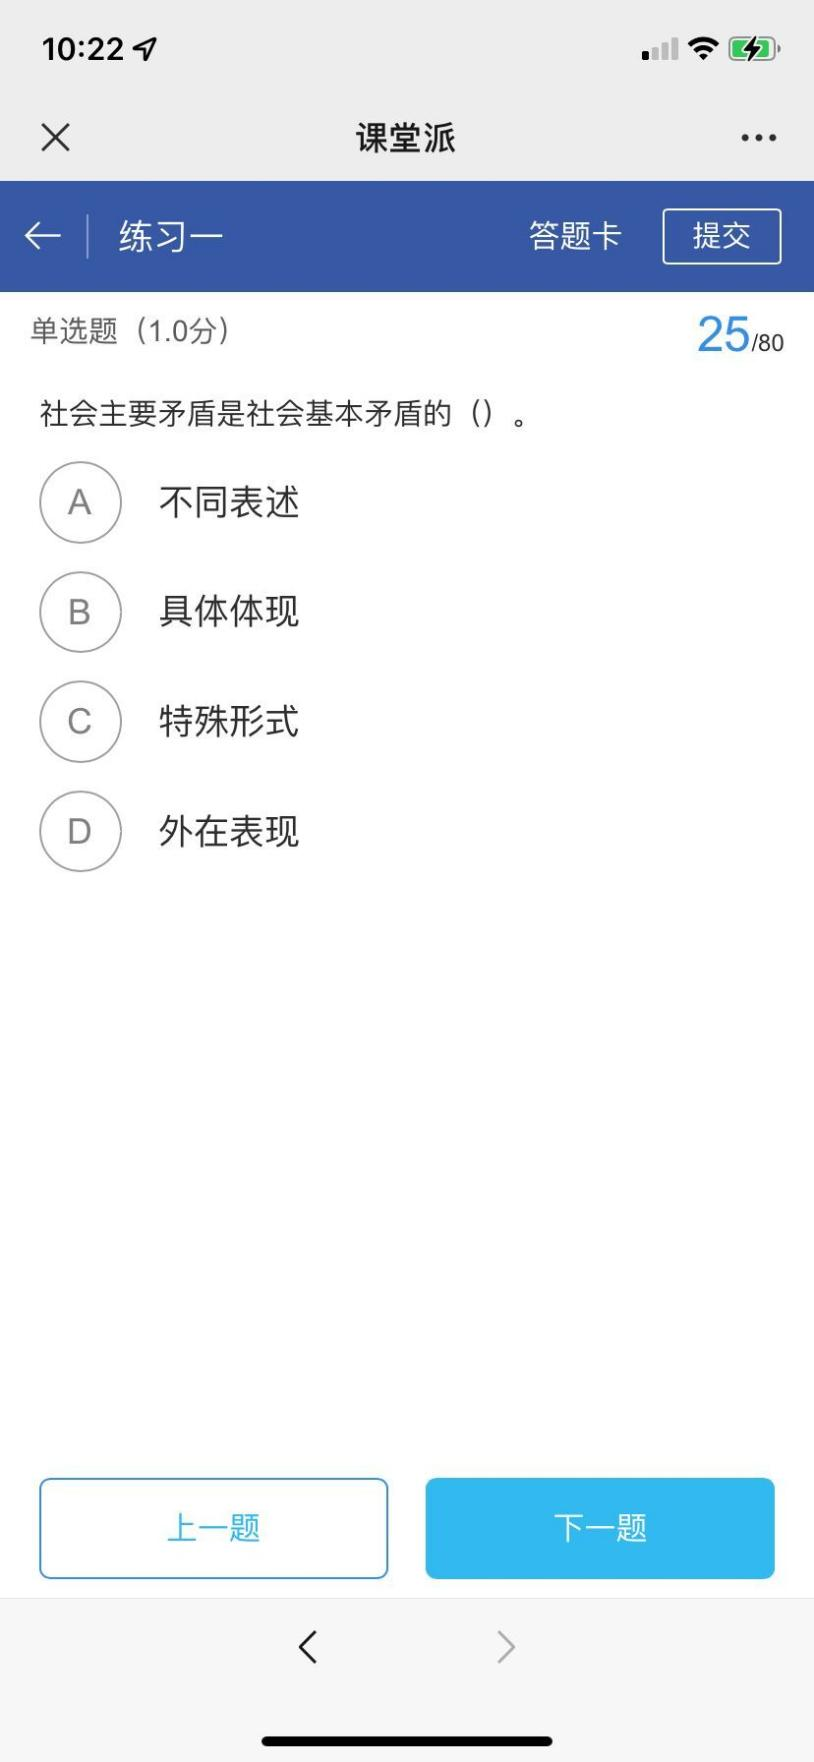 10:22
课堂派
练习一 答题卡 提交
单选题（1.0分） 25/80
社会主要矛盾是社会基本矛盾的（）。
A 不同表述
B 具体体现
C 特殊形式
D 外在表现
上一题 下一题